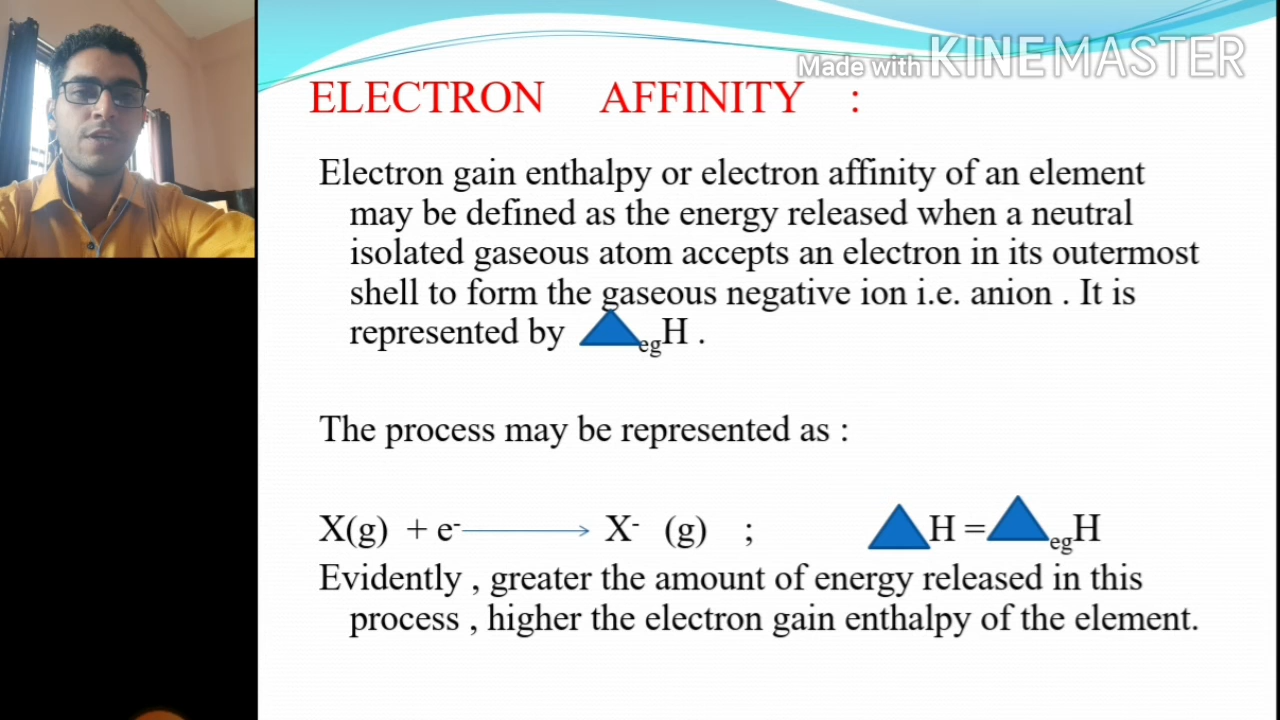 Made with KINEMASTER
ELECTRON AFFINITY :
Electron gain enthalpy or electron affinity of an element
may be defined as the energy released when a neutral
isolated gaseous atom accepts an electron in its outermost
shell to form the gaseous negative ion i.e. anion . It is
represented by egH .
The process may be represented as :
X(g) + e- → X- (g) ; H = egH
Evidently , greater the amount of energy released in this
process , higher the electron gain enthalpy of the element.